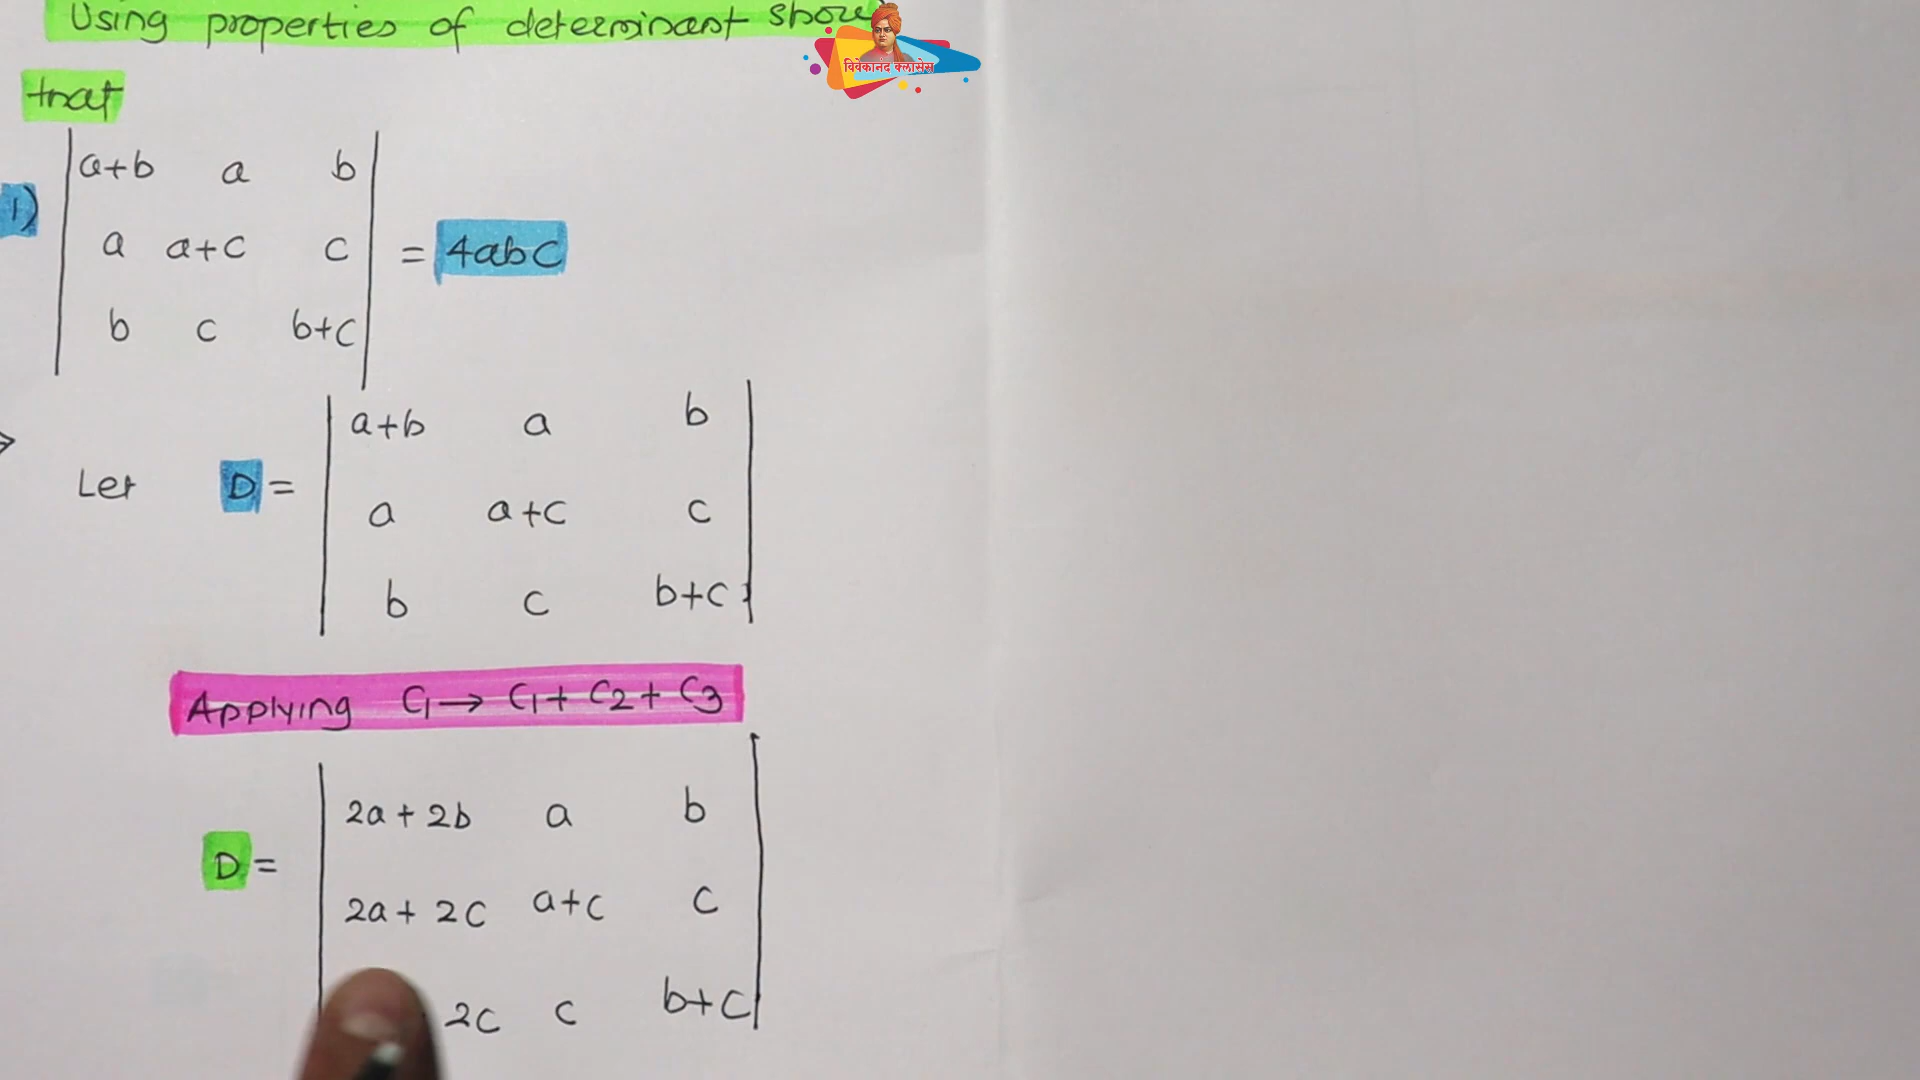 Using properties of determinant show
that
विवेकानंद क्लासेस
a+b a b
1) a a+c c = 4abc
b c b+c
a+b a b
Let D = a a+c c
b c b+c
Applying C1 → C1 + C2 + C3
2a + 2b a b
D = 2a + 2c a+c c
2c c b+c